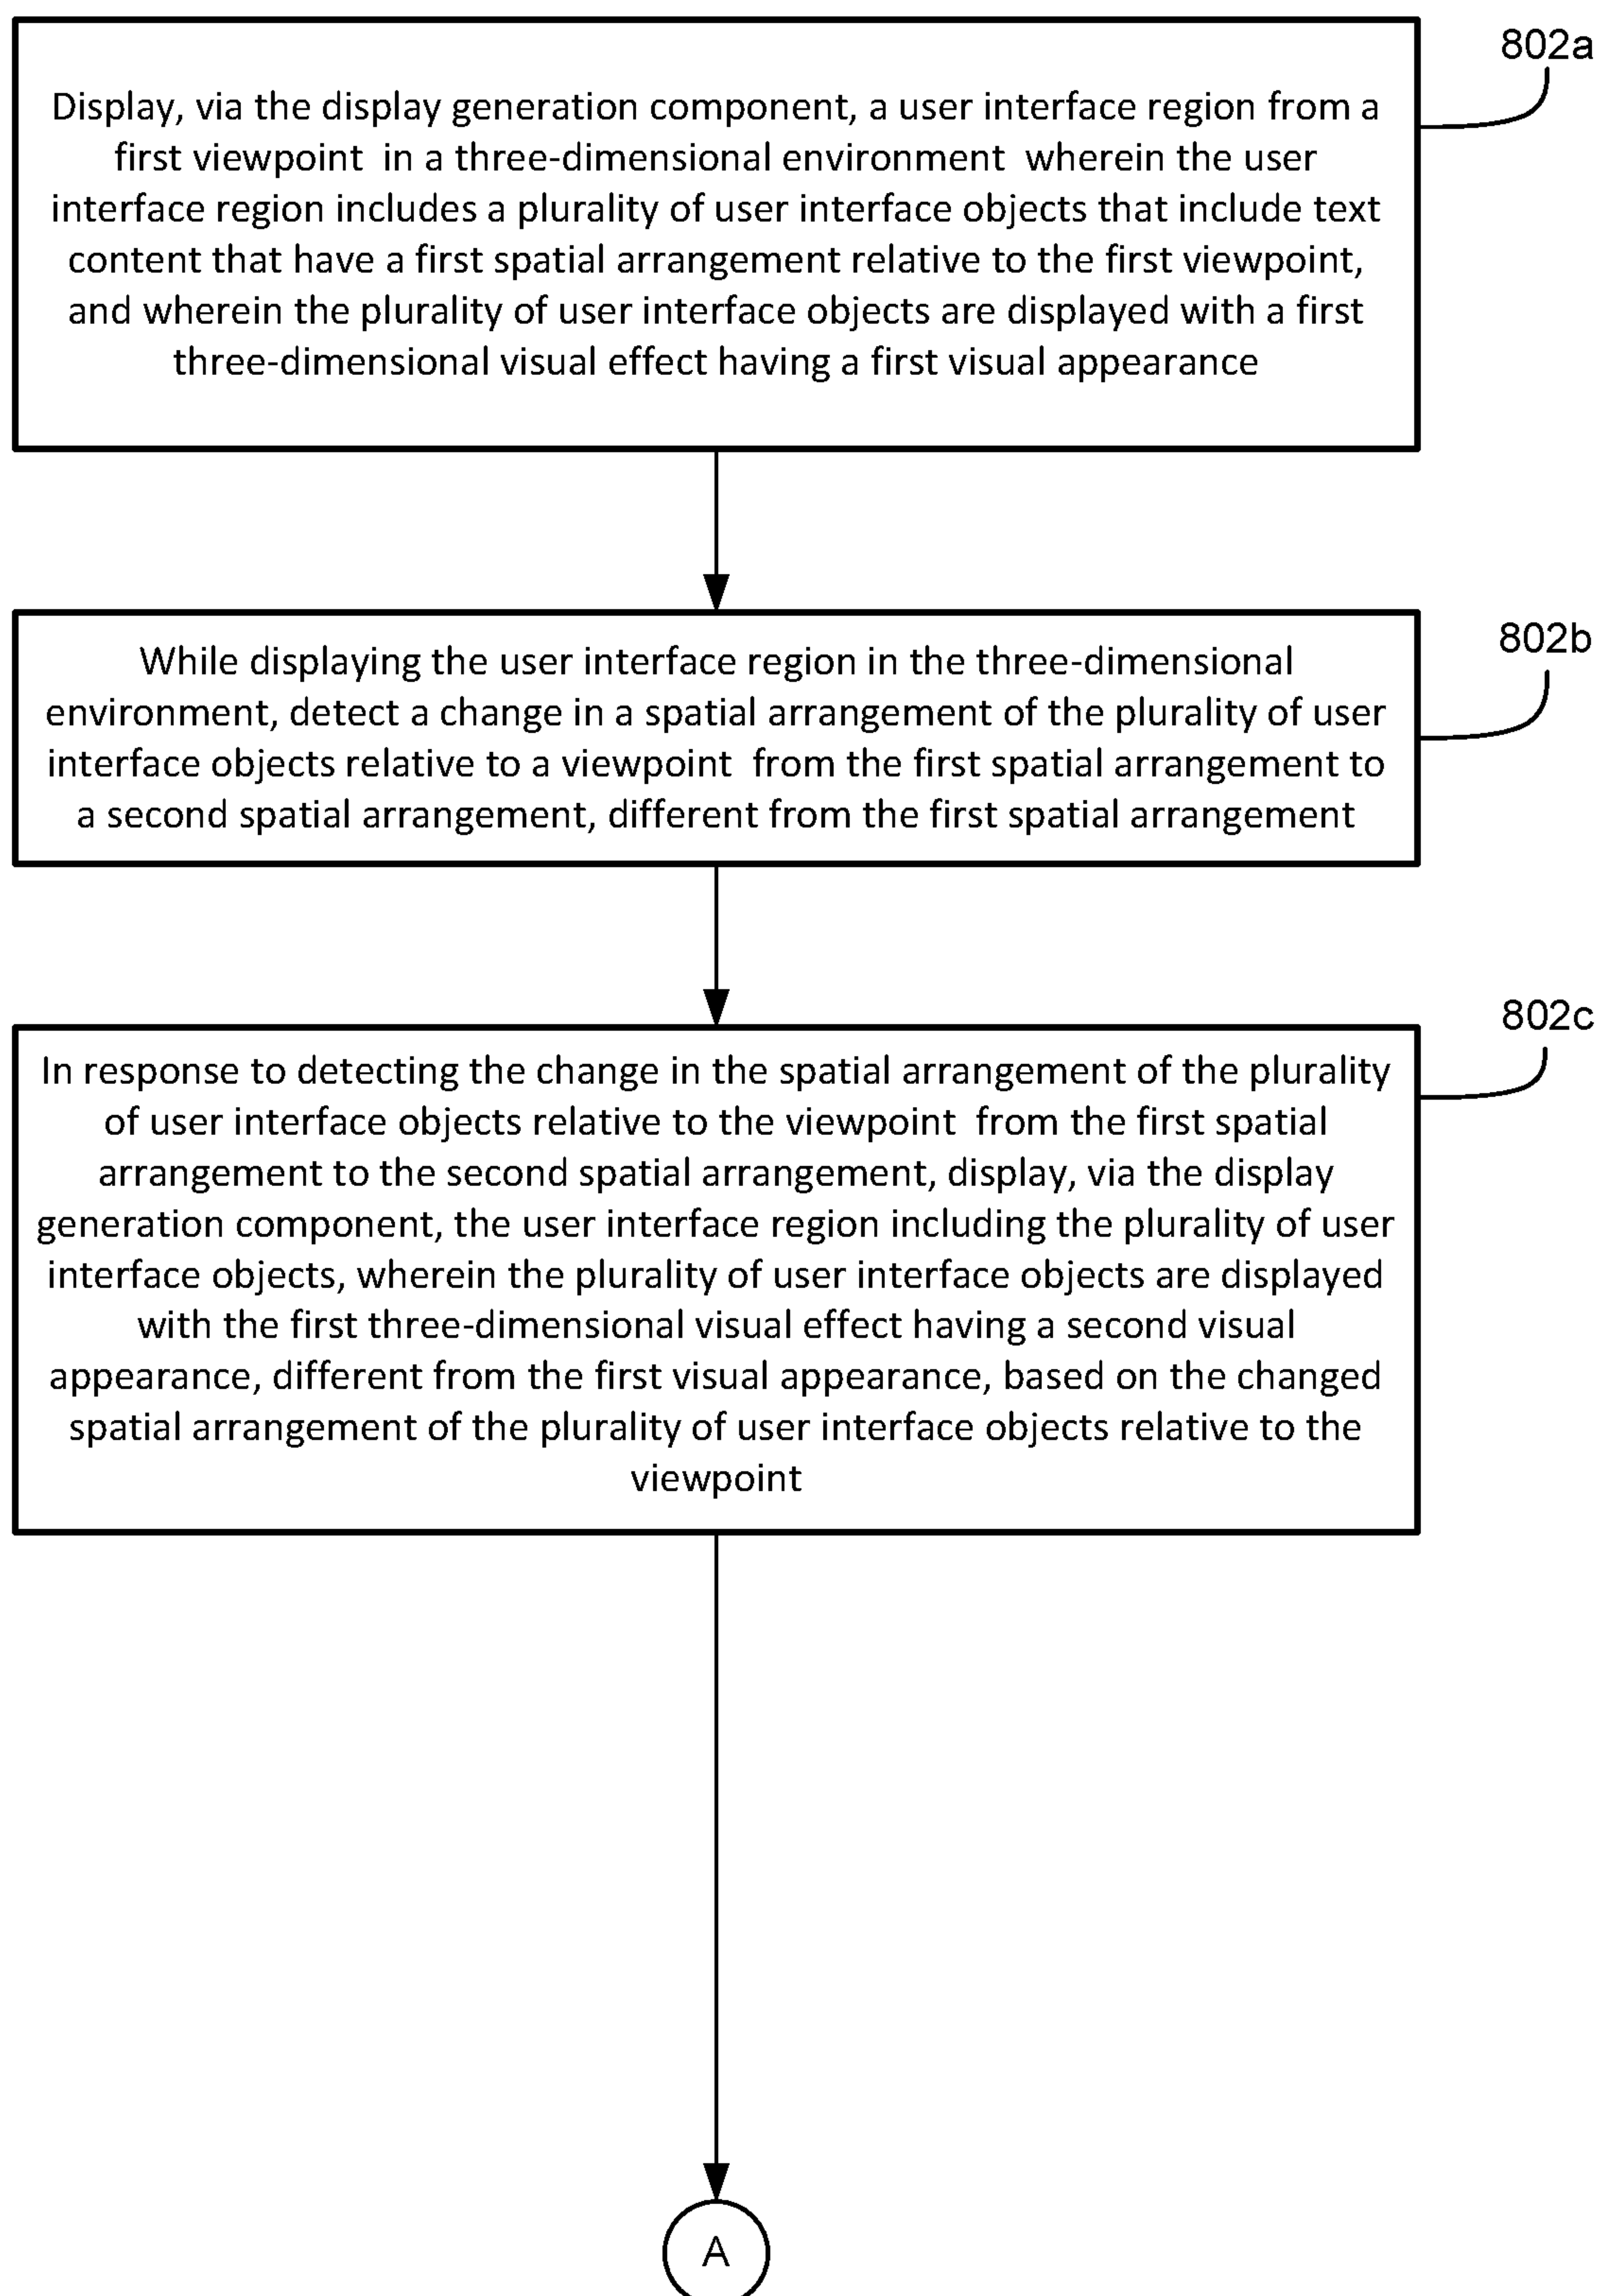 802a
Display, via the display generation component, a user interface region from a
first viewpoint  in a three-dimensional environment  wherein the user
interface region includes a plurality of user interface objects that include text
content that have a first spatial arrangement relative to the first viewpoint,
and wherein the plurality of user interface objects are displayed with a first
three-dimensional visual effect having a first visual appearance
802b
While displaying the user interface region in the three-dimensional
environment, detect a change in a spatial arrangement of the plurality of user
interface objects relative to a viewpoint  from the first spatial arrangement to
a second spatial arrangement, different from the first spatial arrangement
802c
In response to detecting the change in the spatial arrangement of the plurality
of user interface objects relative to the viewpoint  from the first spatial
arrangement to the second spatial arrangement, display, via the display
generation component, the user interface region including the plurality of user
interface objects, wherein the plurality of user interface objects are displayed
with the first three-dimensional visual effect having a second visual
appearance, different from the first visual appearance, based on the changed
spatial arrangement of the plurality of user interface objects relative to the
viewpoint
A